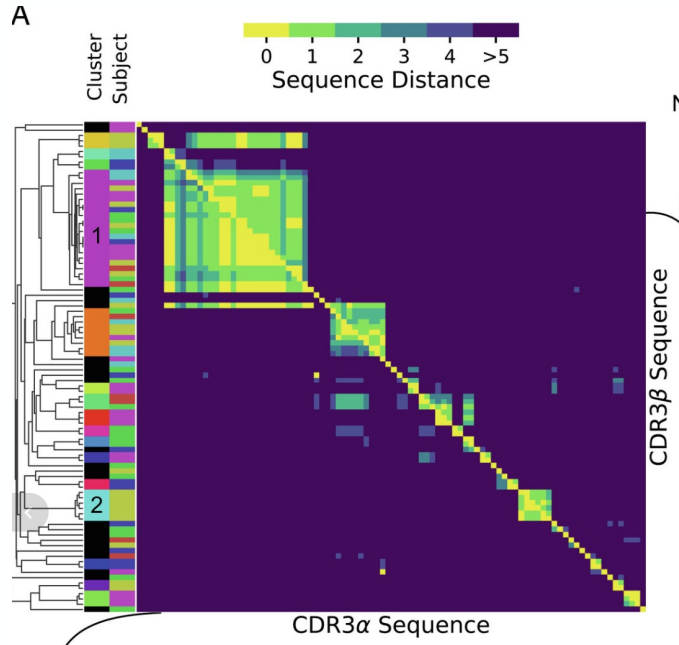 A
0 1 2 3 4 >5
Sequence Distance
Cluster
Subject
1
2
CDR3β Sequence
CDR3α Sequence